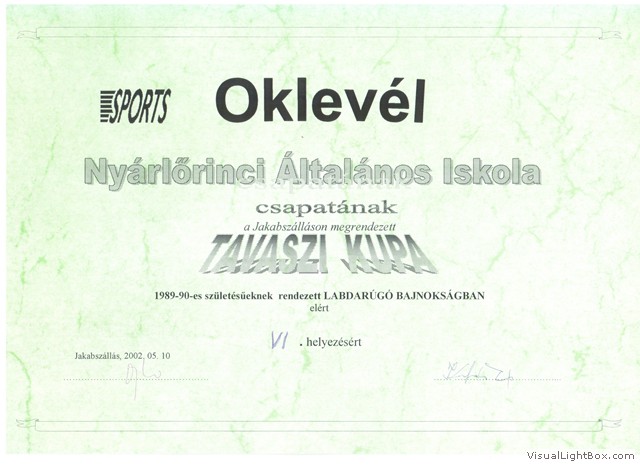 SPORTS
Oklevél
Nyárlőrinci Általános Iskola
csapatának
a Jakabszálláson megrendezett
TAVASZI KUPA
1989-90-es születésüeknek rendezett LABDARÚGÓ BAJNOKSÁGBAN
elért
VI . helyezésért
Jakabszállás, 2002. 05. 10
VisualLightBox.com